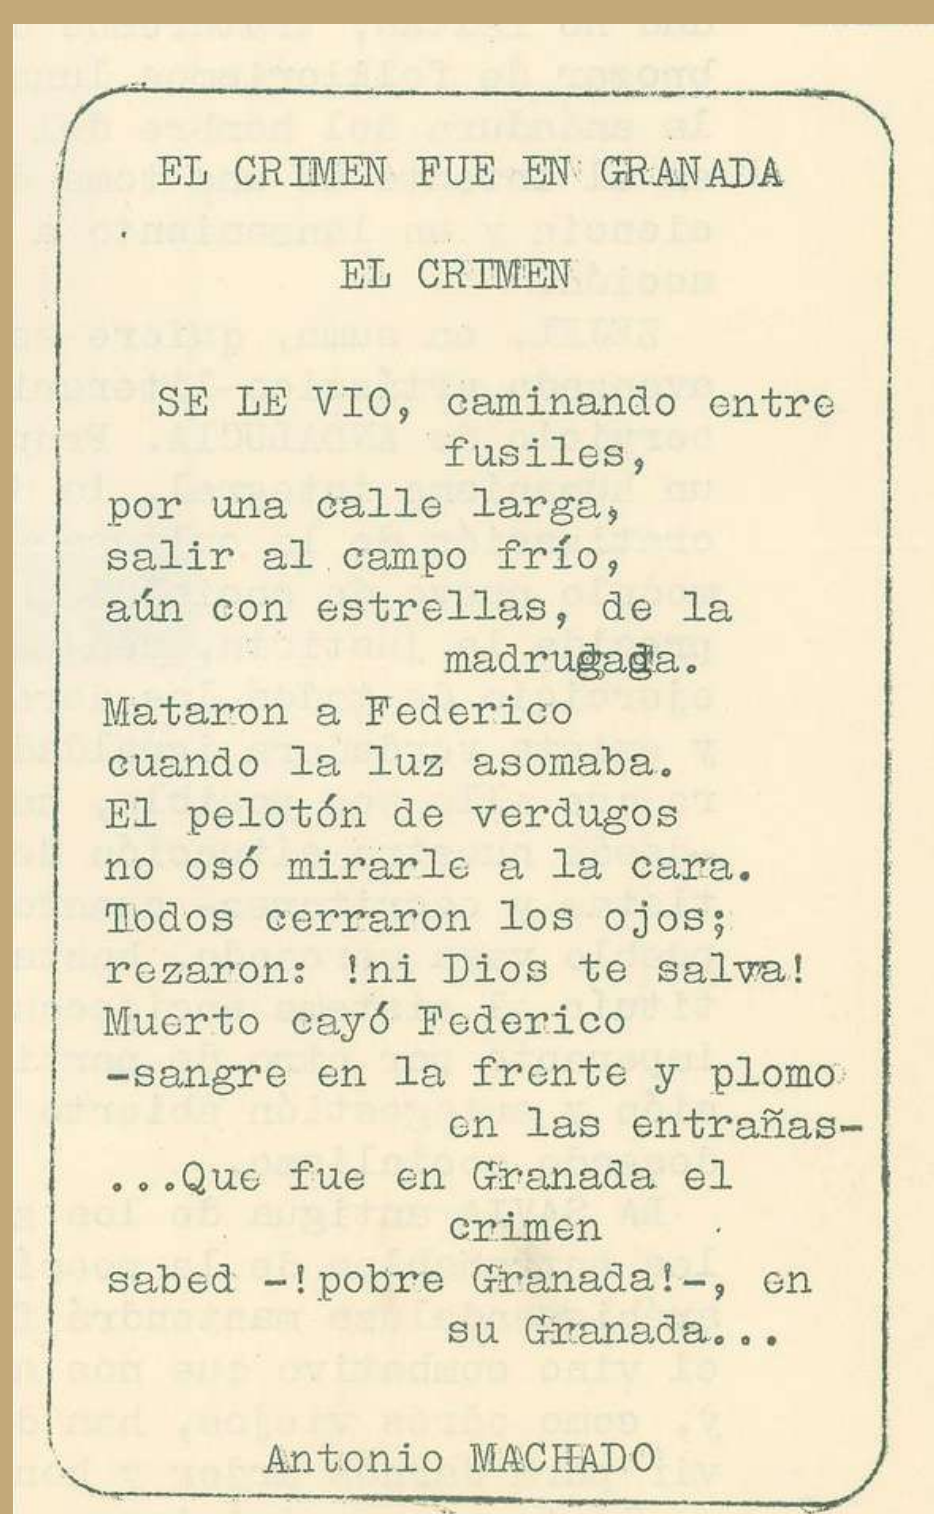 EL CRIMEN FUE EN GRANADA
EL CRIMEN
SE LE VIO, caminando entre
fusiles,
por una calle larga,
salir al campo frío,
aún con estrellas, de la
madrugada.
Mataron a Federico
cuando la luz asomaba.
El pelotón de verdugos
no osó mirarle a la cara.
Todos cerraron los ojos;
rezaron: !ni Dios te salva!
Muerto cayó Federico
-sangre en la frente y plomo
en las entrañas-
...Que fue en Granada el
crimen
sabed -!pobre Granada!-, en
su Granada...
Antonio MACHADO